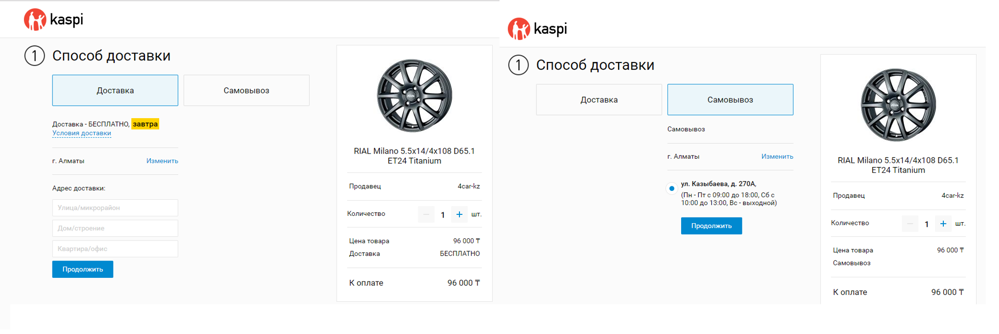 kaspi
1 Способ доставки
Доставка
Самовывоз
Доставка - БЕСПЛАТНО, завтра
Условия доставки
г. Алматы
Изменить
Адрес доставки:
Улица/микрорайон
Дом/строение
Квартира/офис
Продолжить
RIAL Milano 5.5x14/4x108 D65.1
ET24 Titanium
Продавец 4car-kz
Количество − 1 + шт.
Цена товара 96 000 ₸
Доставка БЕСПЛАТНО
К оплате 96 000 ₸
kaspi
1 Способ доставки
Доставка
Самовывоз
Самовывоз
г. Алматы
Изменить
ул. Казыбаева, д. 270А,
(Пн - Пт с 09:00 до 18:00, Сб с
10:00 до 13:00, Вс - выходной)
Продолжить
RIAL Milano 5.5x14/4x108 D65.1
ET24 Titanium
Продавец 4car-kz
Количество − 1 + шт.
Цена товара 96 000 ₸
Самовывоз
К оплате 96 000 ₸